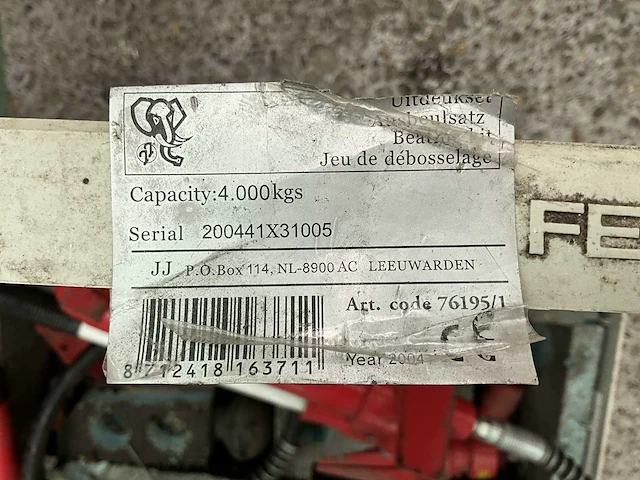 Uitdeukset
Ausbeulsatz
Jeu de débosselage
Capacity:4.000kgs
Serial 200441X31005
JJ P.O.Box 114, NL-8900 AC LEEUWARDEN
Art. code 76195/1
CE
Year 2004
8 712418 163711
FE